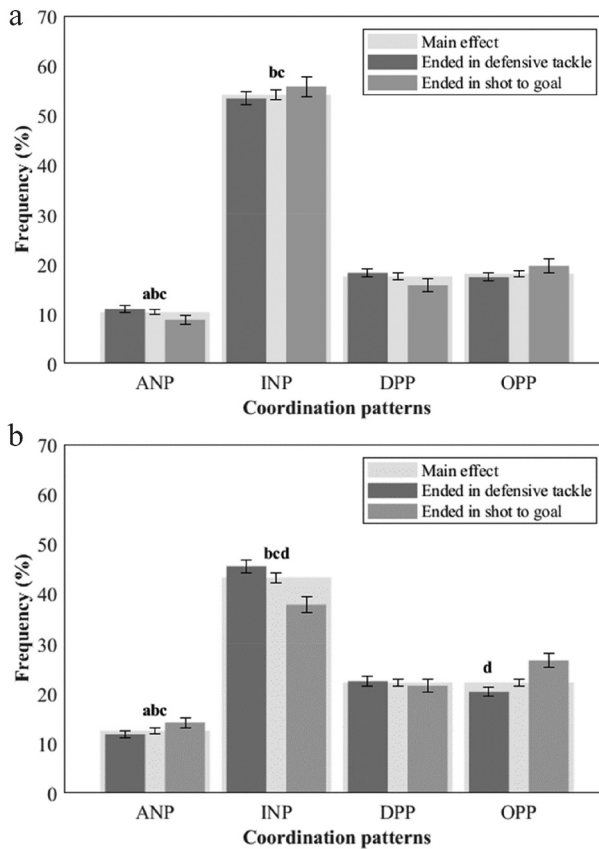 a
70
60
50
40
30
20
10
0
Frequency (%)
Main effect
Ended in defensive tackle
Ended in shot to goal
abc
bc
ANP INP DPP OPP
Coordination patterns
b
70
60
50
40
30
20
10
0
Frequency (%)
Main effect
Ended in defensive tackle
Ended in shot to goal
abc
bcd
d
ANP INP DPP OPP
Coordination patterns